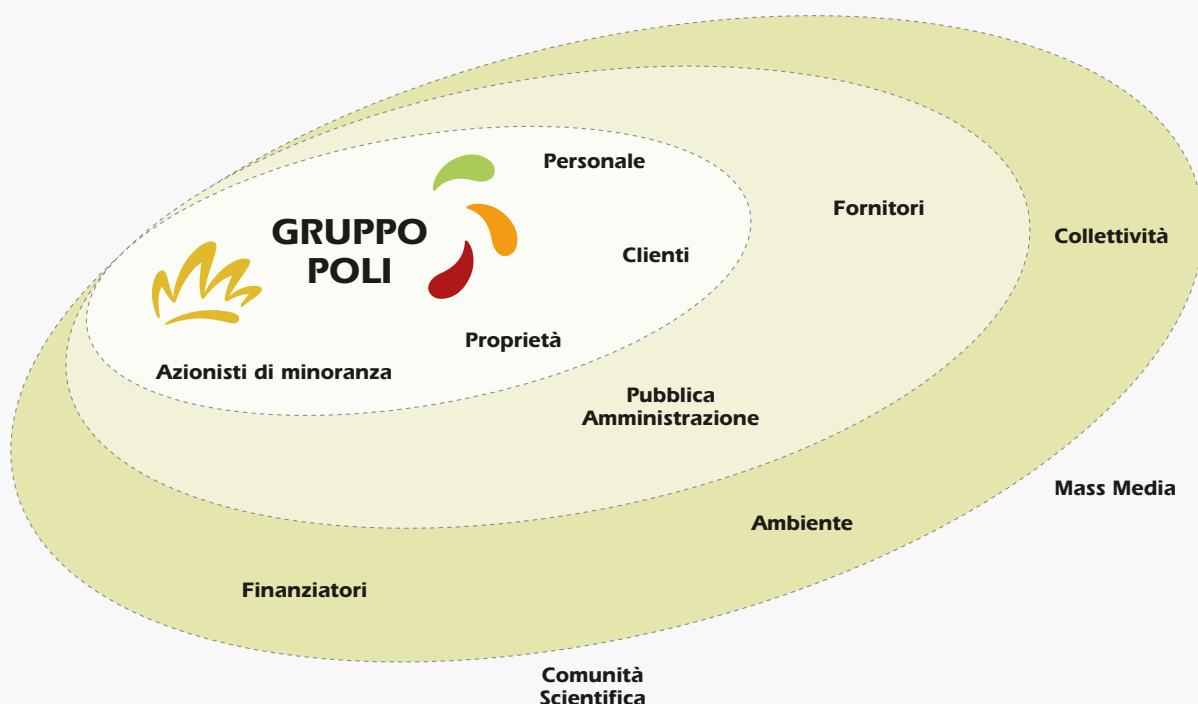 Personale
Fornitori
GRUPPO
POLI
Collettività
Clienti
Proprietà
Azionisti di minoranza
Pubblica
Amministrazione
Mass Media
Ambiente
Finanziatori
Comunità
Scientifica